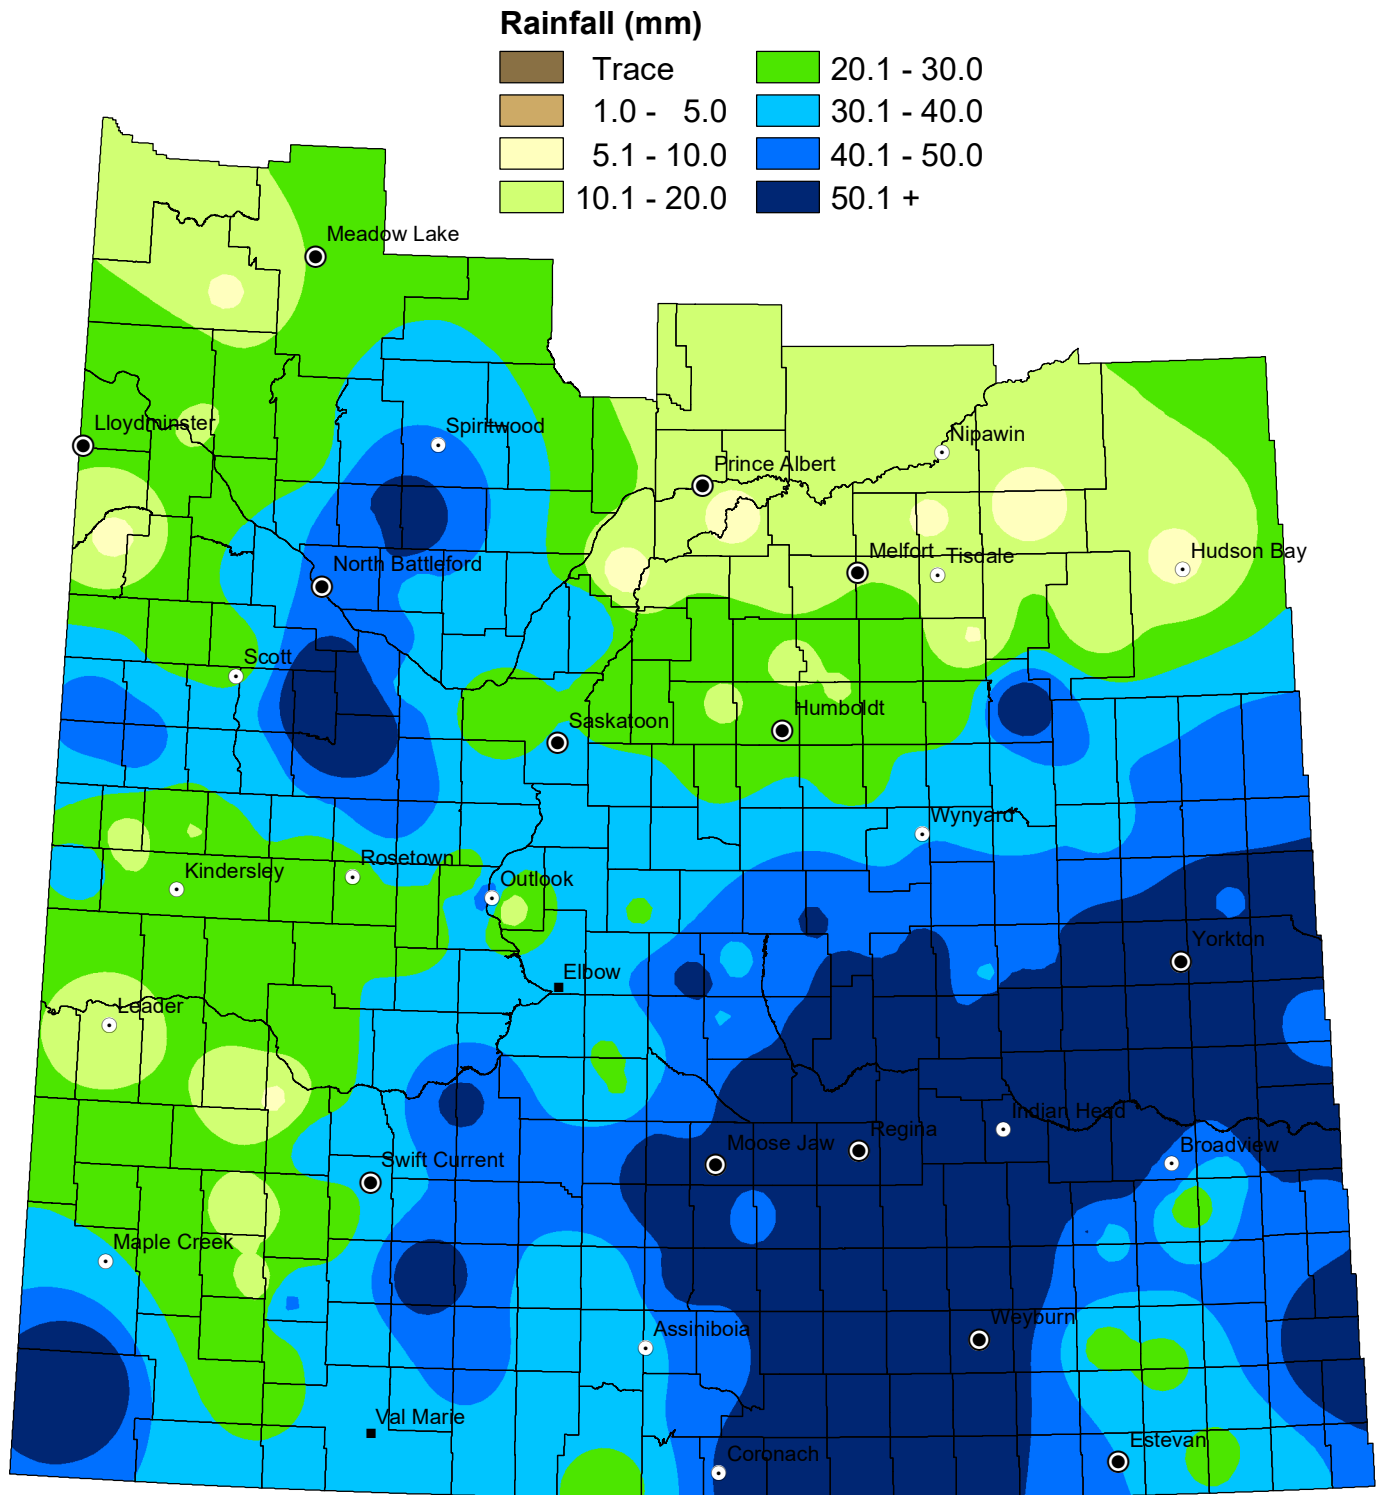 Rainfall (mm)
Trace
1.0 - 5.0
5.1 - 10.0
10.1 - 20.0
20.1 - 30.0
30.1 - 40.0
40.1 - 50.0
50.1 +
Meadow Lake
Lloydminster
Spiritwood
Nipawin
Prince Albert
Melfort
Tisdale
Hudson Bay
North Battleford
Scott
Saskatoon
Humboldt
Wynyard
Rosetown
Kindersley
Outlook
Yorkton
Elbow
Leader
Indian Head
Regina
Moose Jaw
Broadview
Swift Current
Maple Creek
Weyburn
Assiniboia
Val Marie
Estevan
Coronach